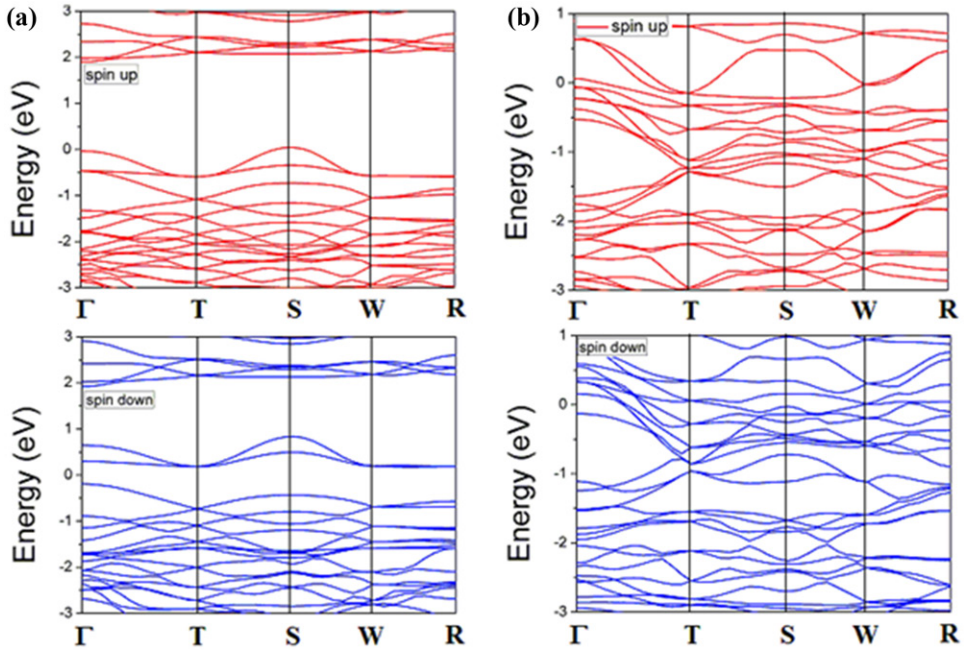 (a)
3
2
1
0
-1
-2
-3
Energy (eV)
spin up
Γ T S W R
(b)
1
0
-1
-2
-3
Energy (eV)
spin up
Γ T S W R
3
2
1
0
-1
-2
-3
Energy (eV)
spin down
Γ T S W R
1
0
-1
-2
-3
Energy (eV)
spin down
Γ T S W R